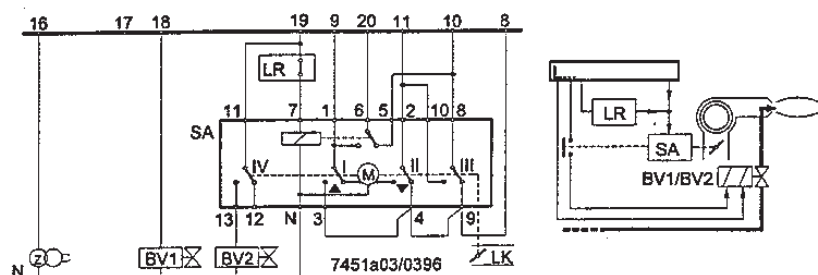 16 17 18 19 9 20 11 10 8
LR
11 7 1 6 5 2 10 8
SA
IV I M II III
13 12 N 3 4 9
N Z BV1 BV2 7451a03/0396 LK
L
LR
SA
BV1/BV2